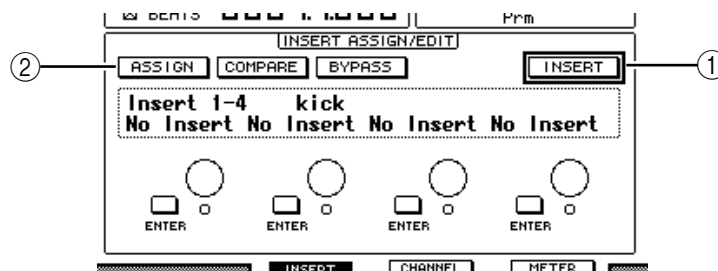 BEATS
Prm
INSERT ASSIGN/EDIT
② ASSIGN COMPARE BYPASS INSERT ①
Insert 1-4 kick
No Insert No Insert No Insert No Insert
ENTER ENTER ENTER ENTER
INSERT CHANNEL METER